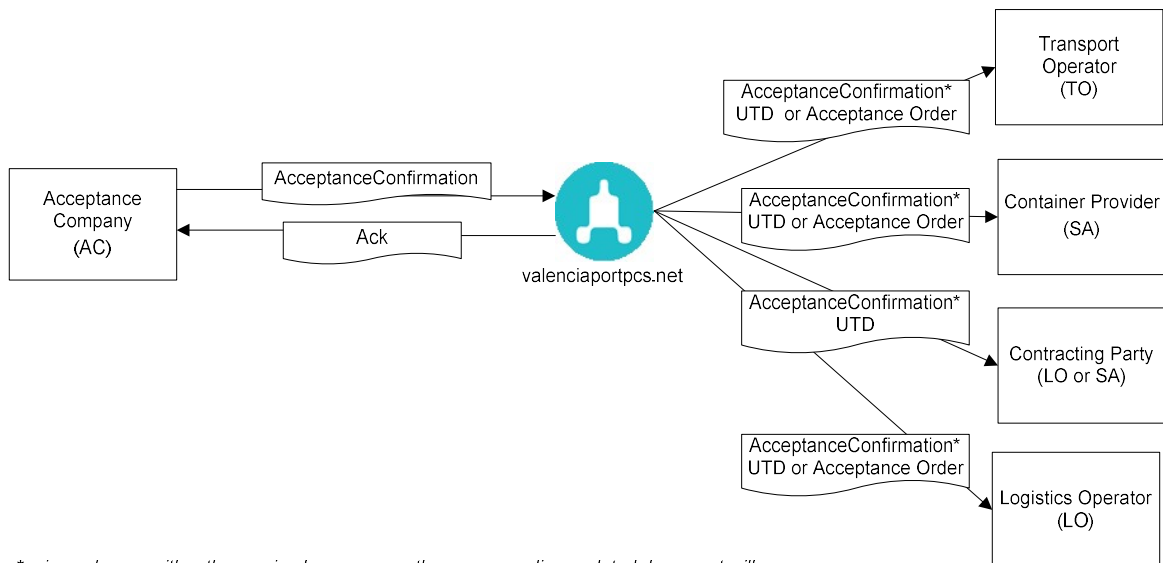 Transport
Operator
(TO)
AcceptanceConfirmation*
UTD or Acceptance Order
AcceptanceConfirmation
Acceptance
Company
(AC)
Ack
valenciaportpcs.net
AcceptanceConfirmation*
UTD or Acceptance Order
Container Provider
(SA)
AcceptanceConfirmation*
UTD
Contracting Party
(LO or SA)
AcceptanceConfirmation*
UTD or Acceptance Order
Logistics Operator
(LO)